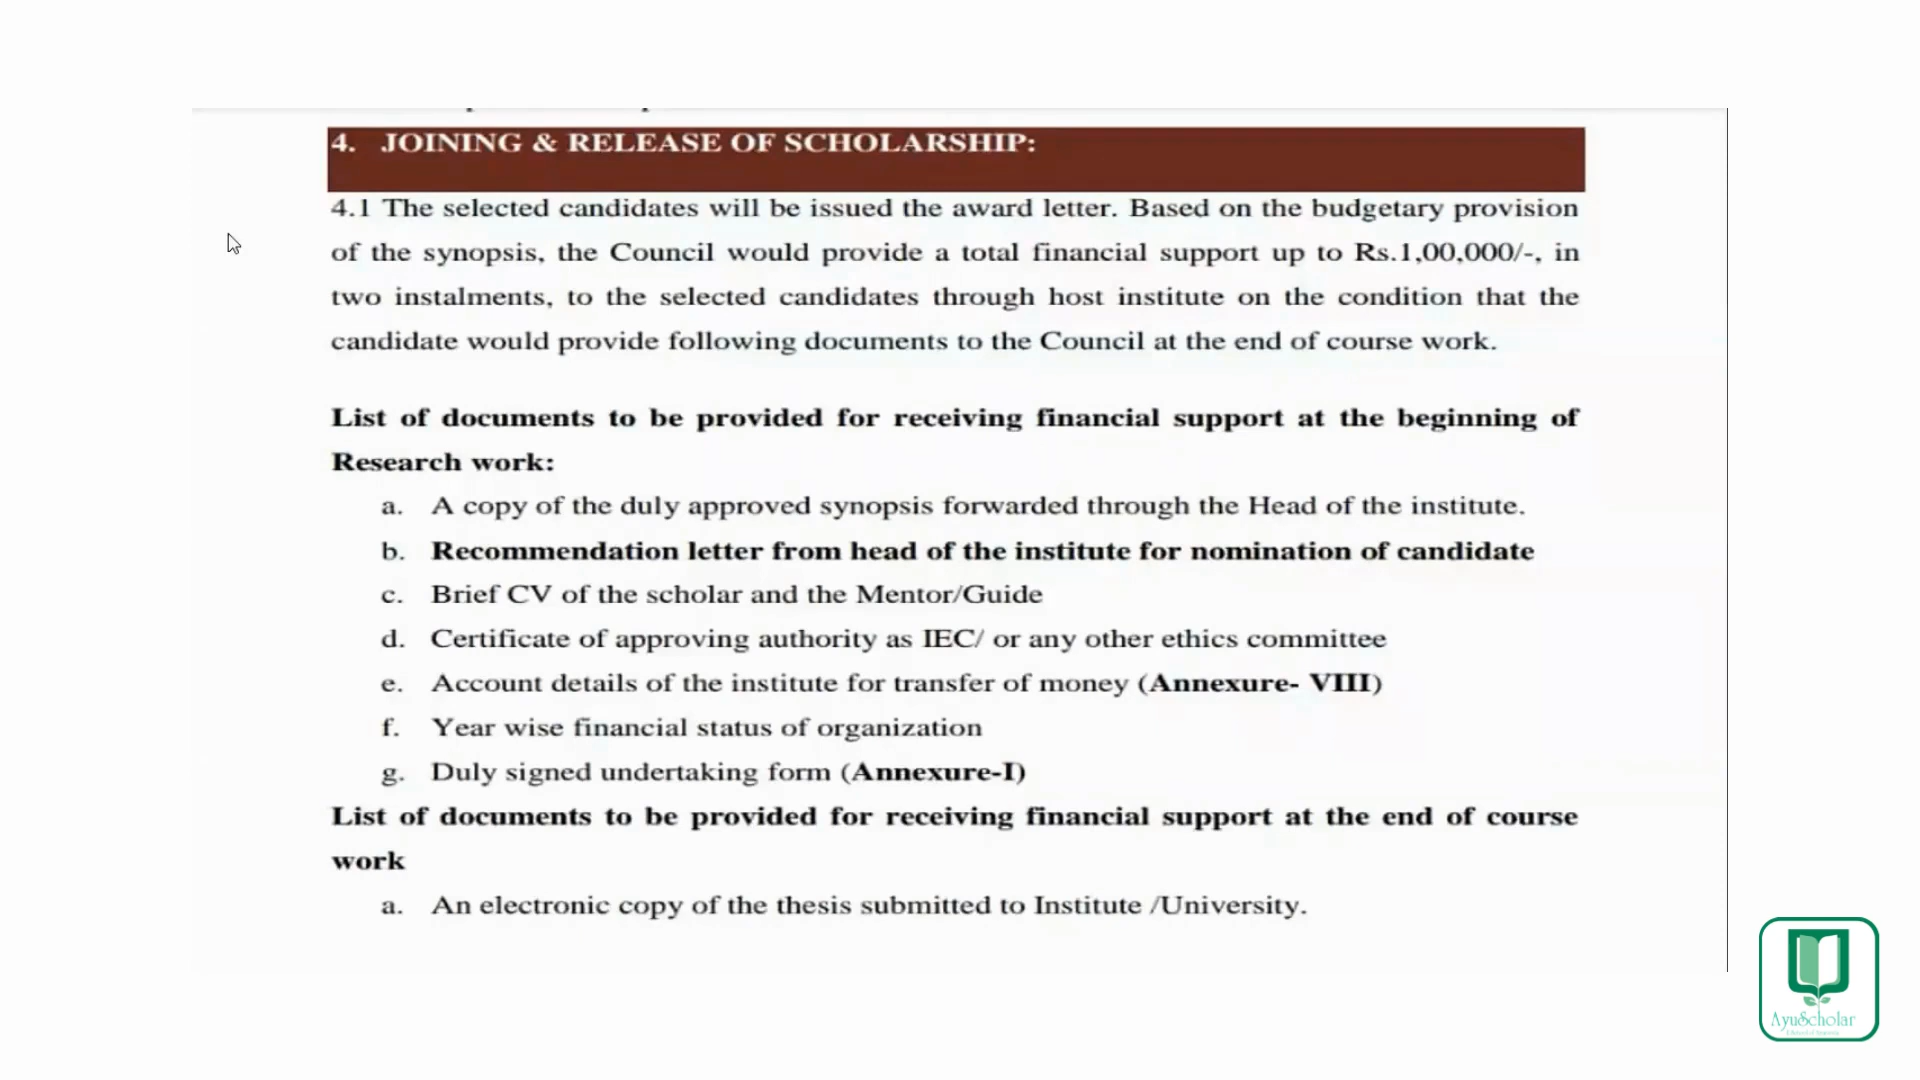 4. JOINING & RELEASE OF SCHOLARSHIP:
4.1 The selected candidates will be issued the award letter. Based on the budgetary provision
of the synopsis, the Council would provide a total financial support up to Rs.1,00,000/-, in
two instalments, to the selected candidates through host institute on the condition that the
candidate would provide following documents to the Council at the end of course work.
List of documents to be provided for receiving financial support at the beginning of
Research work:
a. A copy of the duly approved synopsis forwarded through the Head of the institute.
b. Recommendation letter from head of the institute for nomination of candidate
c. Brief CV of the scholar and the Mentor/Guide
d. Certificate of approving authority as IEC/ or any other ethics committee
e. Account details of the institute for transfer of money (Annexure- VIII)
f. Year wise financial status of organization
g. Duly signed undertaking form (Annexure-I)
List of documents to be provided for receiving financial support at the end of course
work
a. An electronic copy of the thesis submitted to Institute /University.
AyuScholar